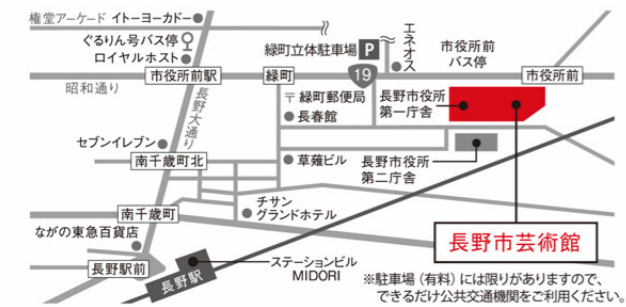 権堂アーケード
イトーヨーカドー
ぐるりん号バス停
ロイヤルホスト
緑町立体駐車場
P
エネオス
市役所前
バス停
市役所前駅
緑町
19
市役所前
昭和通り
長野大通り
〒緑町郵便局
長春館
長野市役所
第一庁舎
セブンイレブン
南千歳町北
草薙ビル
長野市役所
第二庁舎
南千歳町
チサン
グランドホテル
ながの東急百貨店
長野市芸術館
長野駅前
長野駅
ステーションビル
MIDORI
※駐車場（有料）には限りがありますので、
できるだけ公共交通機関をご利用ください。